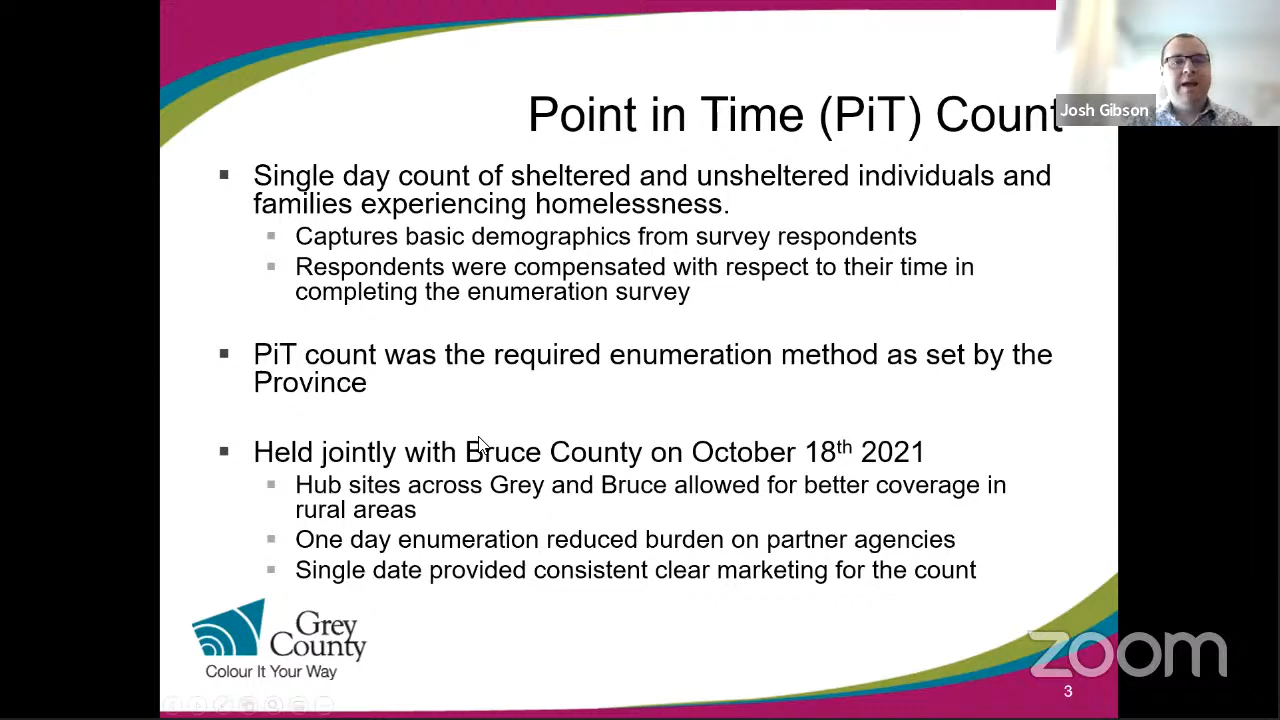 Josh Gibson
Point in Time (PiT) Count
▪ Single day count of sheltered and unsheltered individuals and
families experiencing homelessness.
▪ Captures basic demographics from survey respondents
▪ Respondents were compensated with respect to their time in
completing the enumeration survey
▪ PiT count was the required enumeration method as set by the
Province
▪ Held jointly with Bruce County on October 18th 2021
▪ Hub sites across Grey and Bruce allowed for better coverage in
rural areas
▪ One day enumeration reduced burden on partner agencies
▪ Single date provided consistent clear marketing for the count
Grey
County
Colour It Your Way
zoom
3